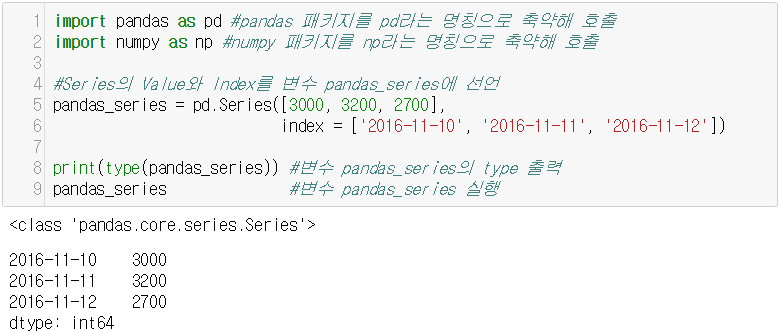 1 import pandas as pd #pandas 패키지를 pd라는 명칭으로 축약해 호출
2 import numpy as np #numpy 패키지를 np라는 명칭으로 축약해 호출
3
4 #Series의 Value와 Index를 변수 pandas_series에 선언
5 pandas_series = pd.Series([3000, 3200, 2700],
6                           index = ['2016-11-10', '2016-11-11', '2016-11-12'])
7
8 print(type(pandas_series)) #변수 pandas_series의 type 출력
9 pandas_series              #변수 pandas_series 실행
<class 'pandas.core.series.Series'>
2016-11-10    3000
2016-11-11    3200
2016-11-12    2700
dtype: int64